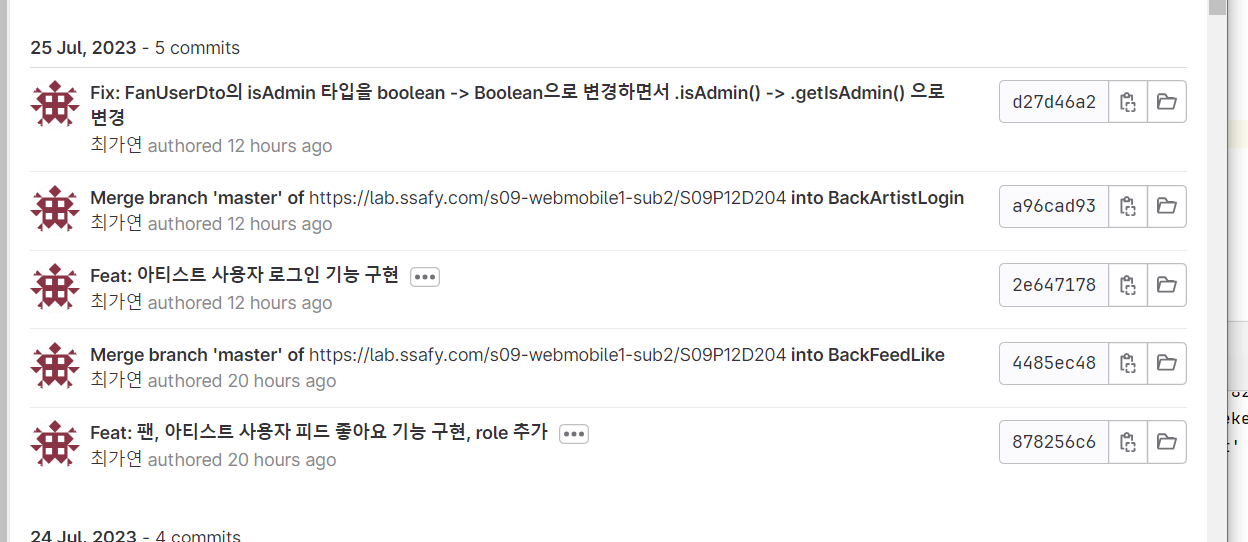 25 Jul, 2023 - 5 commits
Fix: FanUserDto의 isAdmin 타입을 boolean -> Boolean으로 변경하면서 .isAdmin() -> .getIsAdmin() 으로
변경
d27d46a2
최가연 authored 12 hours ago
Merge branch 'master' of https://lab.ssafy.com/s09-webmobile1-sub2/S09P12D204 into BackArtistLogin
a96cad93
최가연 authored 12 hours ago
Feat: 아티스트 사용자 로그인 기능 구현
2e647178
최가연 authored 12 hours ago
Merge branch 'master' of https://lab.ssafy.com/s09-webmobile1-sub2/S09P12D204 into BackFeedLike
4485ec48
최가연 authored 20 hours ago
Feat: 팬, 아티스트 사용자 피드 좋아요 기능 구현, role 추가
878256c6
최가연 authored 20 hours ago
24 Jul, 2023 - 4 commits